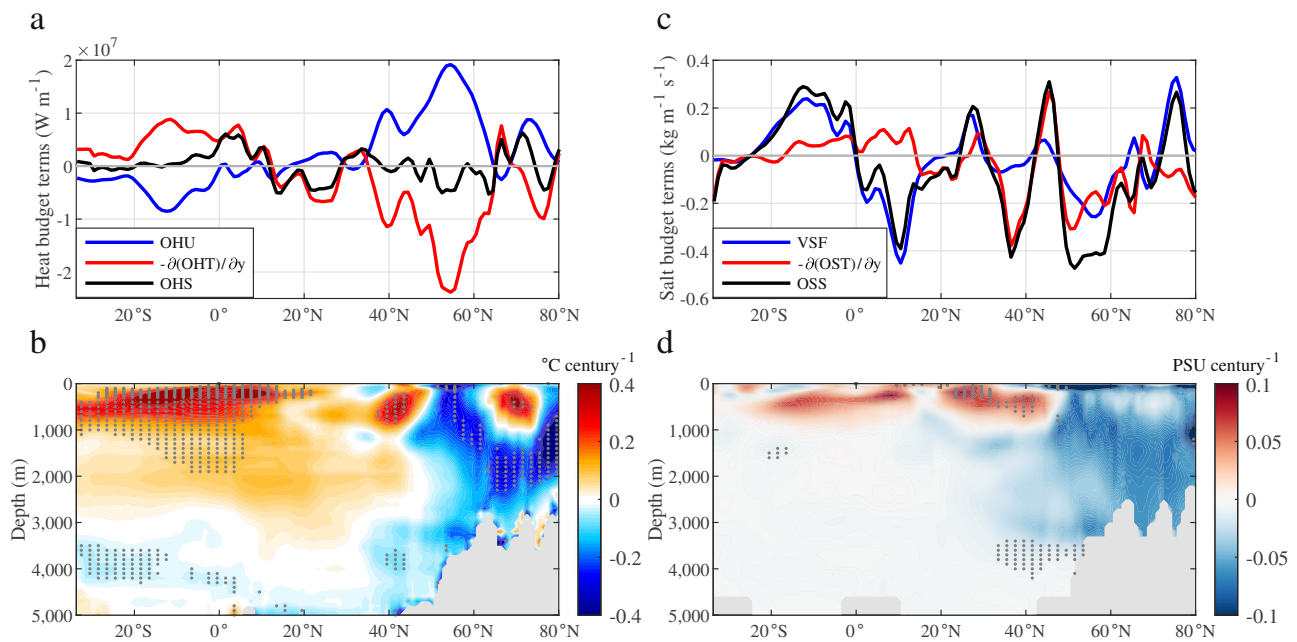 a
×10⁷
Heat budget terms (W m⁻¹)
2
1
0
-1
-2
OHU
-∂(OHT)/∂y
OHS
20°S 0° 20°N 40°N 60°N 80°N
c
Salt budget terms (kg m⁻¹ s⁻¹)
0.4
0.2
0
-0.2
-0.4
-0.6
VSF
-∂(OST)/∂y
OSS
20°S 0° 20°N 40°N 60°N 80°N
b
°C century⁻¹
Depth (m)
0
1,000
2,000
3,000
4,000
5,000
20°S 0° 20°N 40°N 60°N 80°N
0.4
0.2
0
-0.2
-0.4
d
PSU century⁻¹
Depth (m)
0
1,000
2,000
3,000
4,000
5,000
20°S 0° 20°N 40°N 60°N 80°N
0.1
0.05
0
-0.05
-0.1